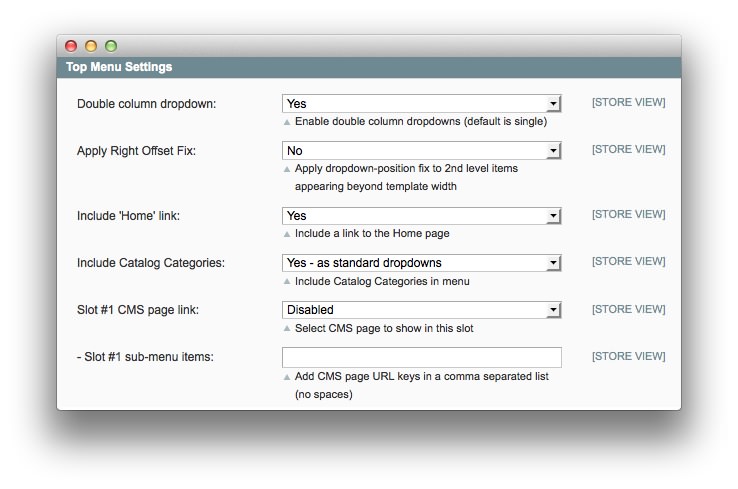 Top Menu Settings
Double column dropdown: Yes [STORE VIEW]
Enable double column dropdowns (default is single)
Apply Right Offset Fix: No [STORE VIEW]
Apply dropdown-position fix to 2nd level items
appearing beyond template width
Include 'Home' link: Yes [STORE VIEW]
Include a link to the Home page
Include Catalog Categories: Yes - as standard dropdowns [STORE VIEW]
Include Catalog Categories in menu
Slot #1 CMS page link: Disabled [STORE VIEW]
Select CMS page to show in this slot
- Slot #1 sub-menu items: [STORE VIEW]
Add CMS page URL keys in a comma separated list
(no spaces)